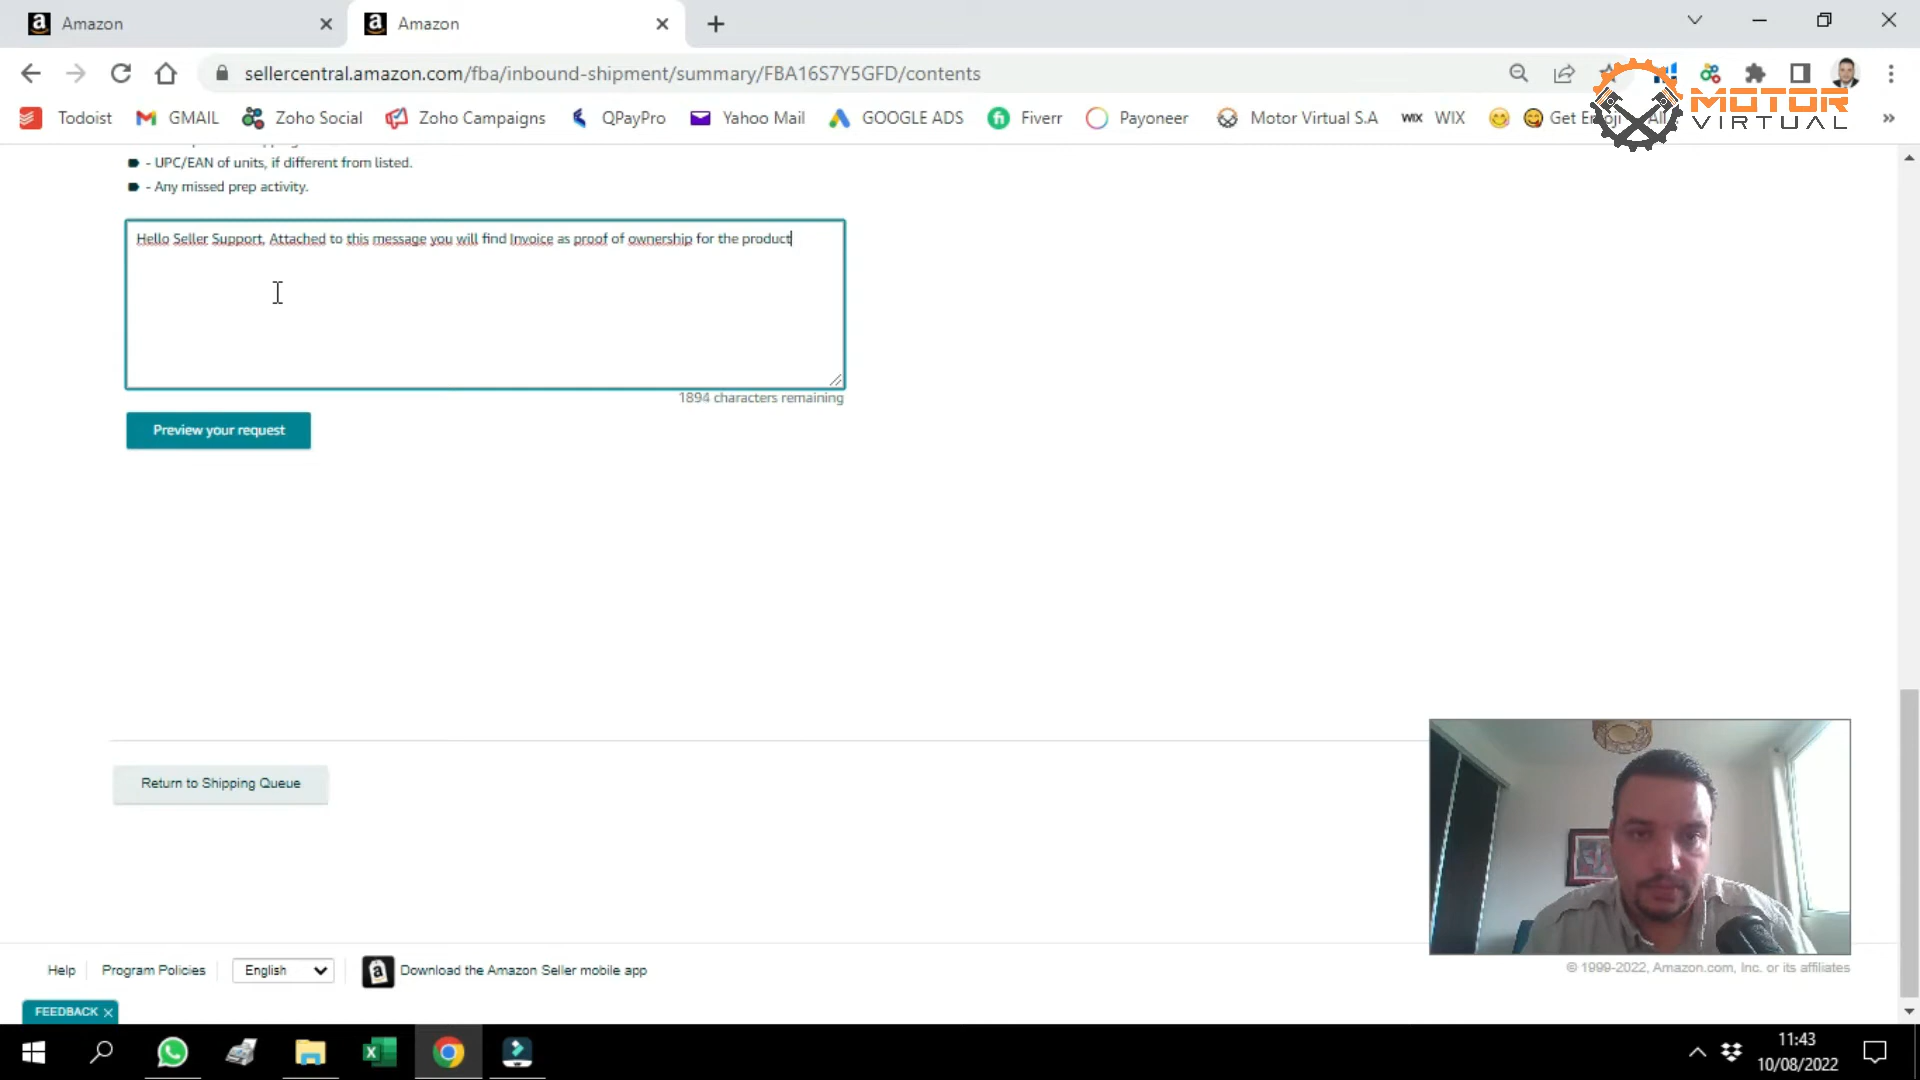 Amazon
Amazon
sellercentral.amazon.com/fba/inbound-shipment/summary/FBA16S7Y5GFD/contents
Todoist GMAIL Zoho Social Zoho Campaigns QPayPro Yahoo Mail GOOGLE ADS Fiverr Payoneer Motor Virtual S.A WIX WIX Get Emoji All
MOTOR
VIRTUAL
- UPC/EAN of units, if different from listed.
- Any missed prep activity.
Hello Seller Support, Attached to this message you will find Invoice as proof of ownership for the product
1894 characters remaining
Preview your request
Return to Shipping Queue
Help Program Policies English Download the Amazon Seller mobile app
© 1999-2022, Amazon.com, Inc. or its affiliates
FEEDBACK
11:43
10/08/2022